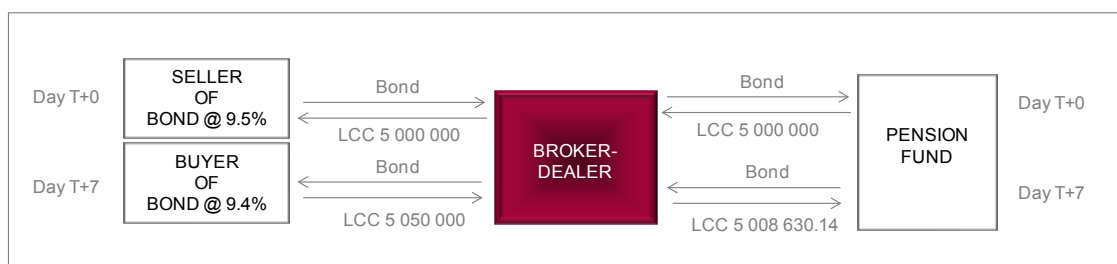 Day T+0
SELLER
OF
BOND @ 9.5%
Bond
LCC 5 000 000
Day T+7
BUYER
OF
BOND @ 9.4%
Bond
LCC 5 050 000
BROKER-
DEALER
Bond
LCC 5 000 000
Bond
LCC 5 008 630.14
PENSION
FUND
Day T+0
Day T+7